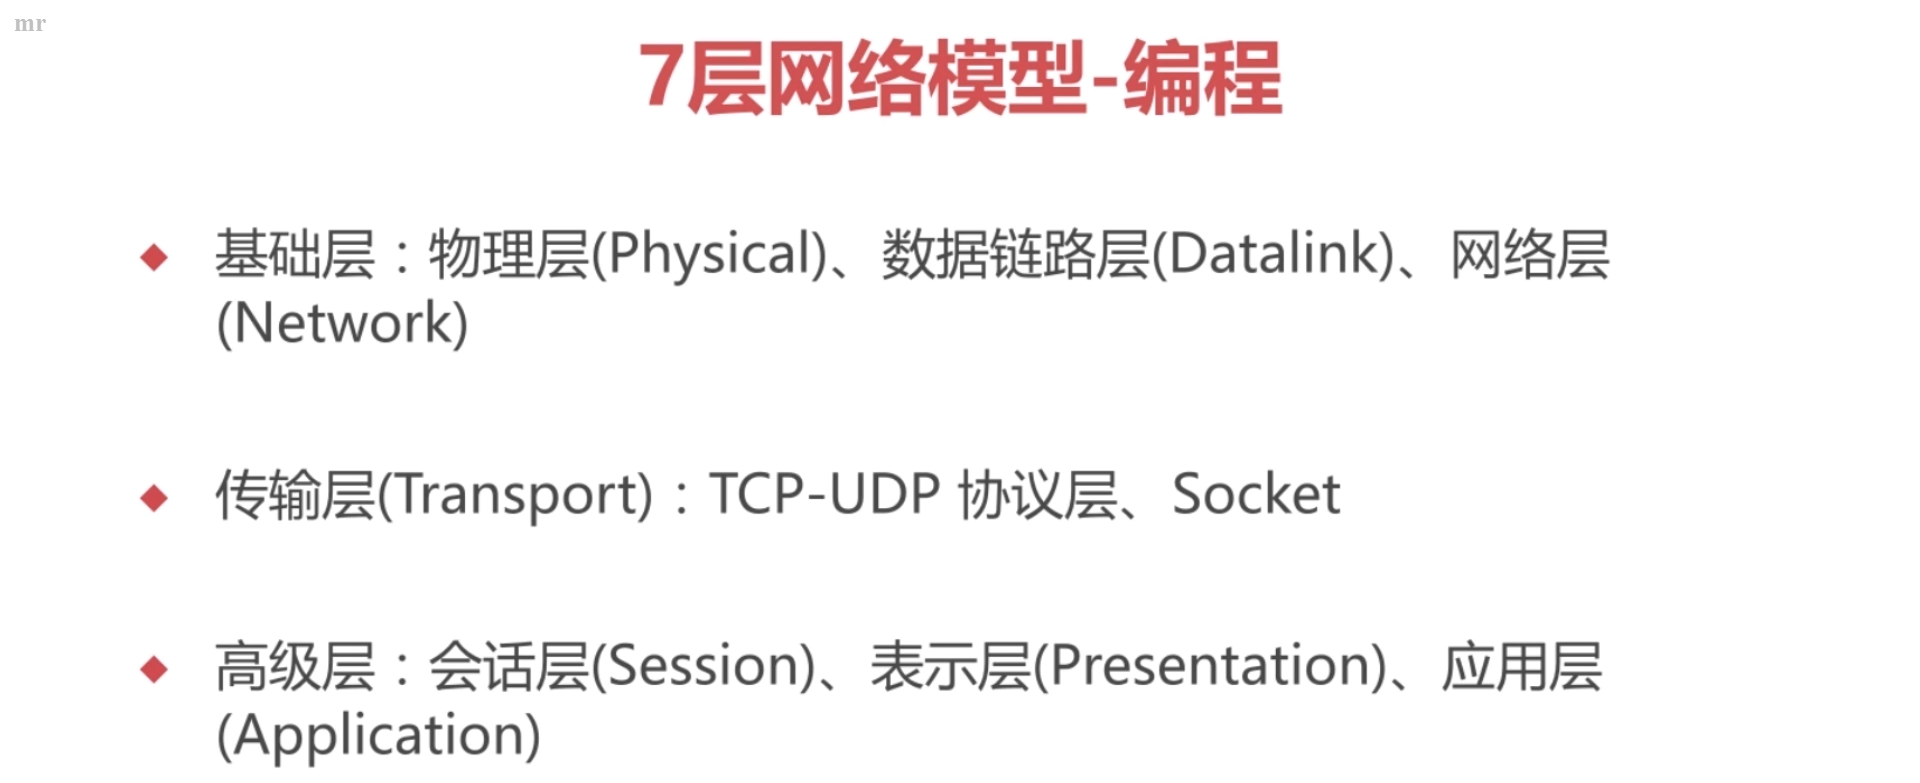 mr
7层网络模型-编程
基础层：物理层(Physical)、数据链路层(Datalink)、网络层
(Network)
传输层(Transport)：TCP-UDP 协议层、Socket
高级层：会话层(Session)、表示层(Presentation)、应用层
(Application)